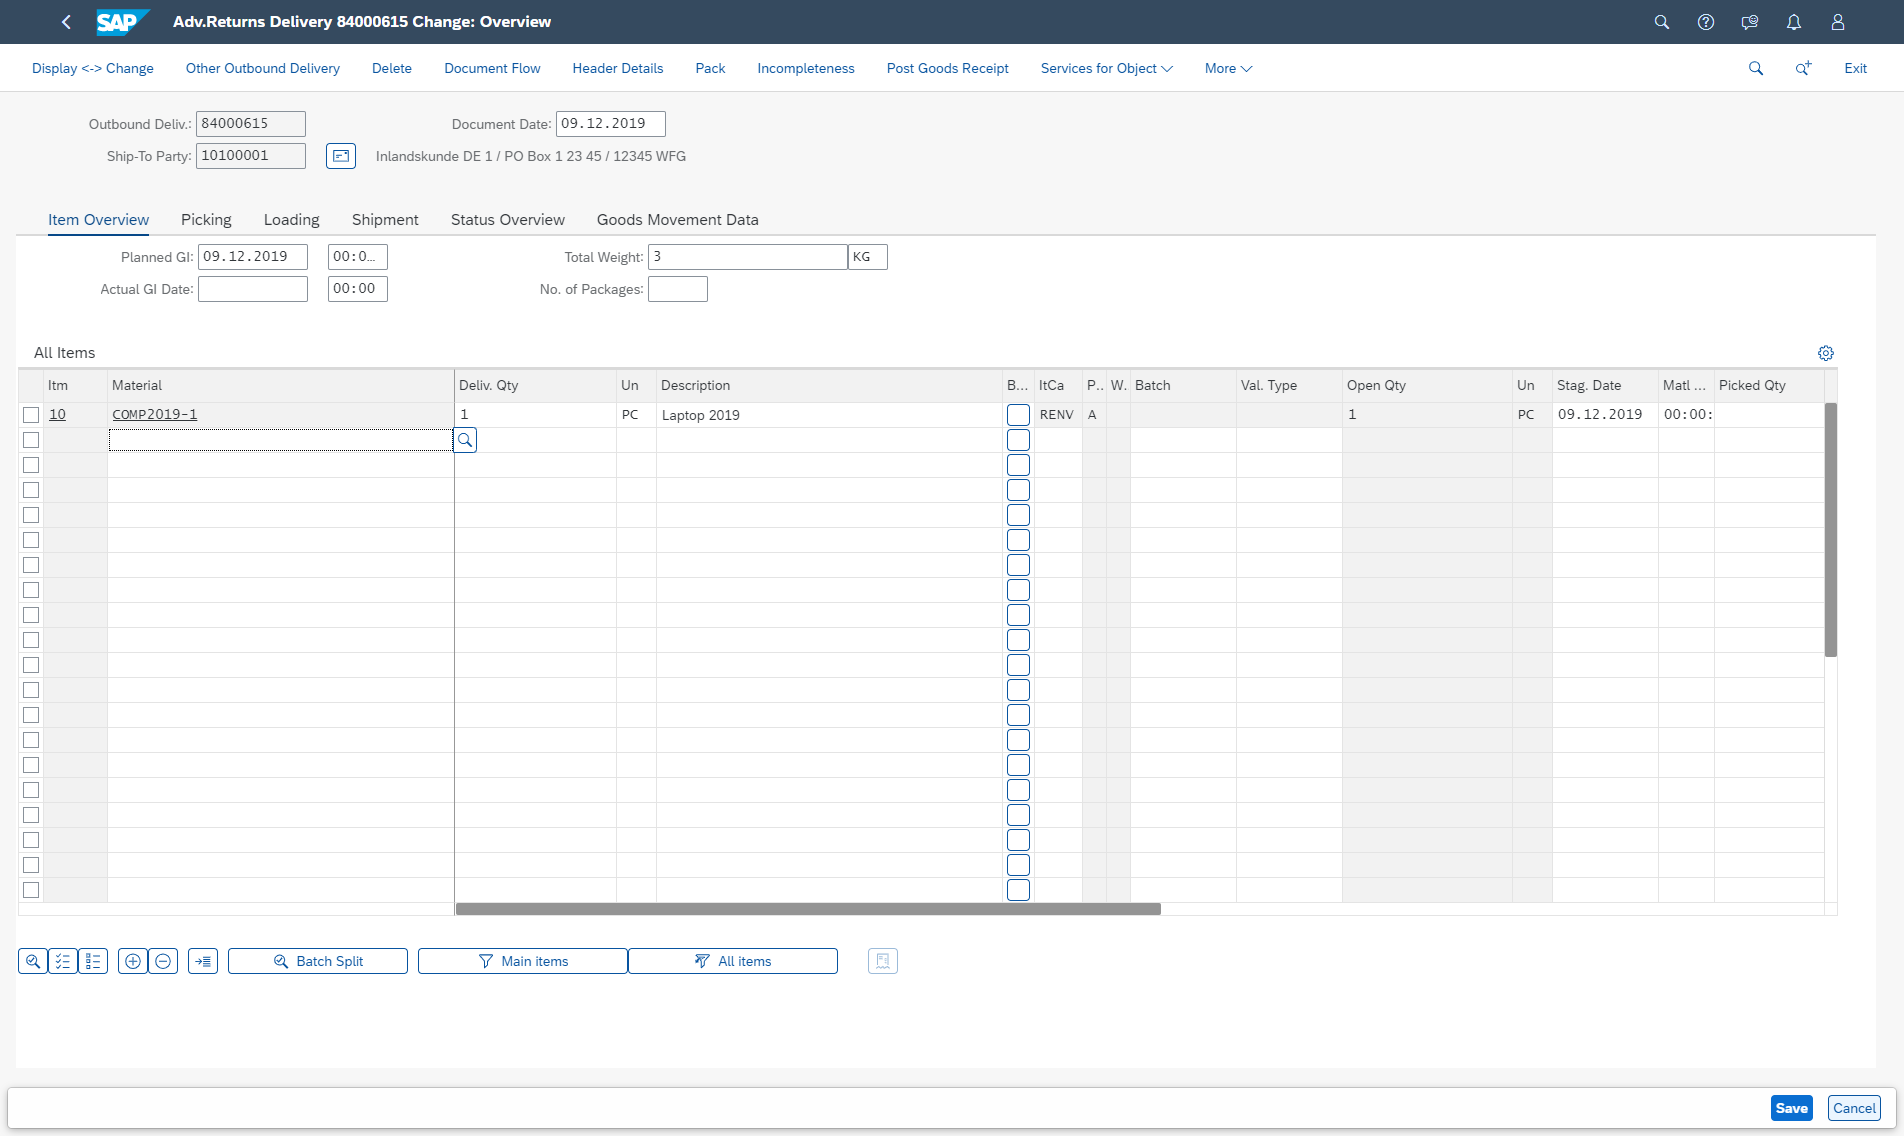 SAP Adv.Returns Delivery 84000615 Change: Overview
Display <-> Change Other Outbound Delivery Delete Document Flow Header Details Pack Incompleteness Post Goods Receipt Services for Object More Exit
Outbound Deliv.: 84000615 Document Date: 09.12.2019
Ship-To Party: 10100001 Inlandskunde DE 1 / PO Box 1 23 45 / 12345 WFG
Item Overview Picking Loading Shipment Status Overview Goods Movement Data
Planned GI: 09.12.2019 00:0... Total Weight: 3 KG
Actual GI Date: 00:00 No. of Packages:
All Items
Itm Material Deliv. Qty Un Description B... ItCa P.. W. Batch Val. Type Open Qty Un Stag. Date Matl ... Picked Qty
10 COMP2019-1 1 PC Laptop 2019 RENV A 1 PC 09.12.2019 00:00:
Batch Split Main items All items
Save Cancel